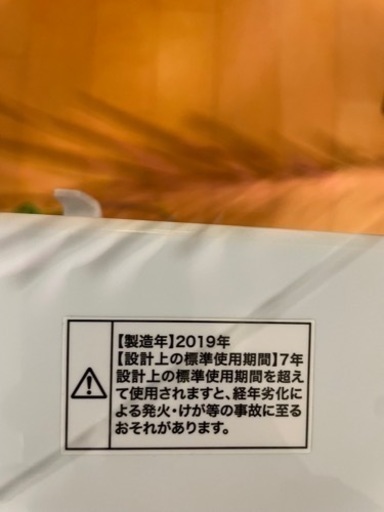 【製造年】2019年
【設計上の標準使用期間】7年
設計上の標準使用期間を超え
て使用されますと、経年劣化に
よる発火・けが等の事故に至る
おそれがあります。